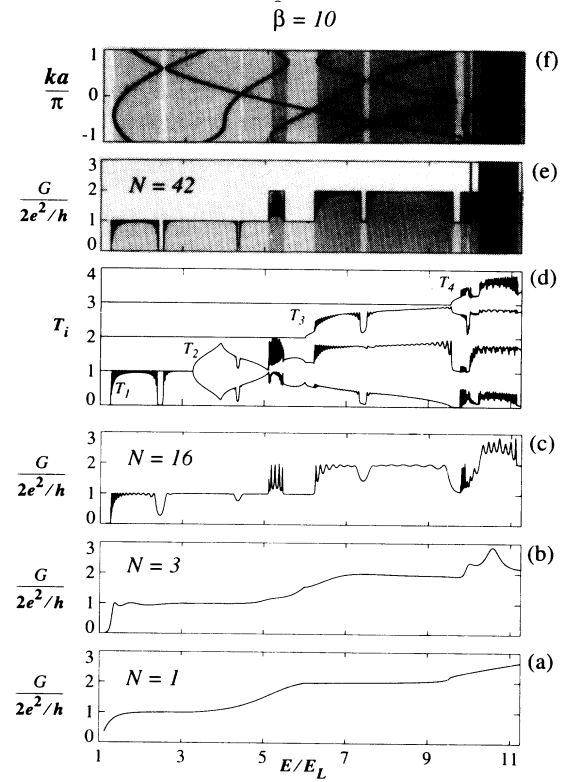 β̂ = 10
(f)
ka/π
1
0
-1
(e)
G/2e²/h
N = 42
3
2
1
0
(d)
T_i
4
3
2
1
0
T_1
T_2
T_3
T_4
(c)
G/2e²/h
N = 16
3
2
1
0
(b)
G/2e²/h
N = 3
3
2
1
0
(a)
G/2e²/h
N = 1
3
2
1
0
1 3 5 7 9 11
E/E_L